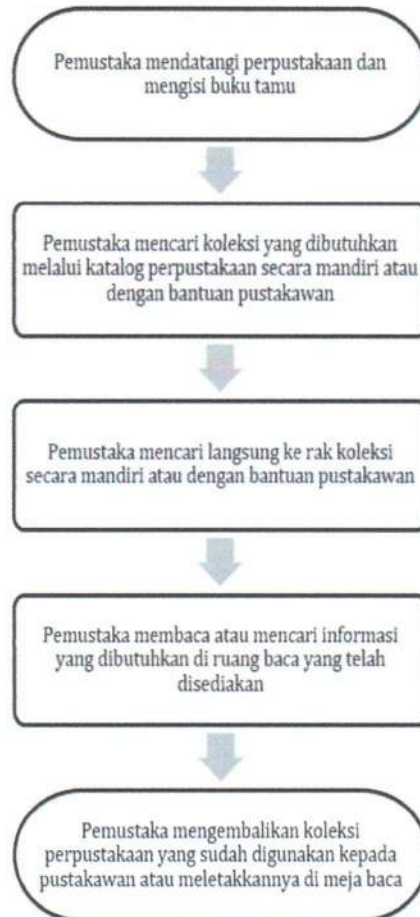 Pemustaka mendatangi perpustakaan dan
mengisi buku tamu
Pemustaka mencari koleksi yang dibutuhkan
melalui katalog perpustakaan secara mandiri atau
dengan bantuan pustakawan
Pemustaka mencari langsung ke rak koleksi
secara mandiri atau dengan bantuan pustakawan
Pemustaka membaca atau mencari informasi
yang dibutuhkan di ruang baca yang telah
disediakan
Pemustaka mengembalikan koleksi
perpustakaan yang sudah digunakan kepada
pustakawan atau meletakkannya di meja baca